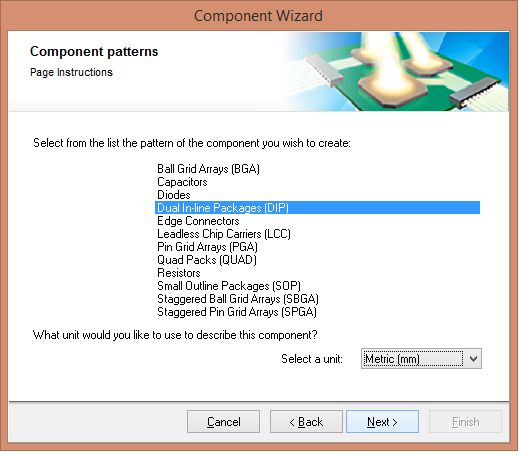 Component Wizard
Component patterns
Page Instructions
Select from the list the pattern of the component you wish to create:
Ball Grid Arrays (BGA)
Capacitors
Diodes
Dual In-line Packages (DIP)
Edge Connectors
Leadless Chip Carriers (LCC)
Pin Grid Arrays (PGA)
Quad Packs (QUAD)
Resistors
Small Outline Packages (SOP)
Staggered Ball Grid Arrays (SBGA)
Staggered Pin Grid Arrays (SPGA)
What unit would you like to use to describe this component?
Select a unit: Metric (mm)
Cancel < Back Next > Finish